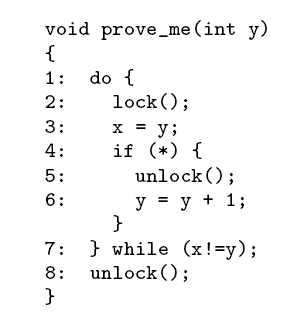 void prove_me(int y)
{
1: do {
2: lock();
3: x = y;
4: if (*) {
5: unlock();
6: y = y + 1;
}
7: } while (x!=y);
8: unlock();
}